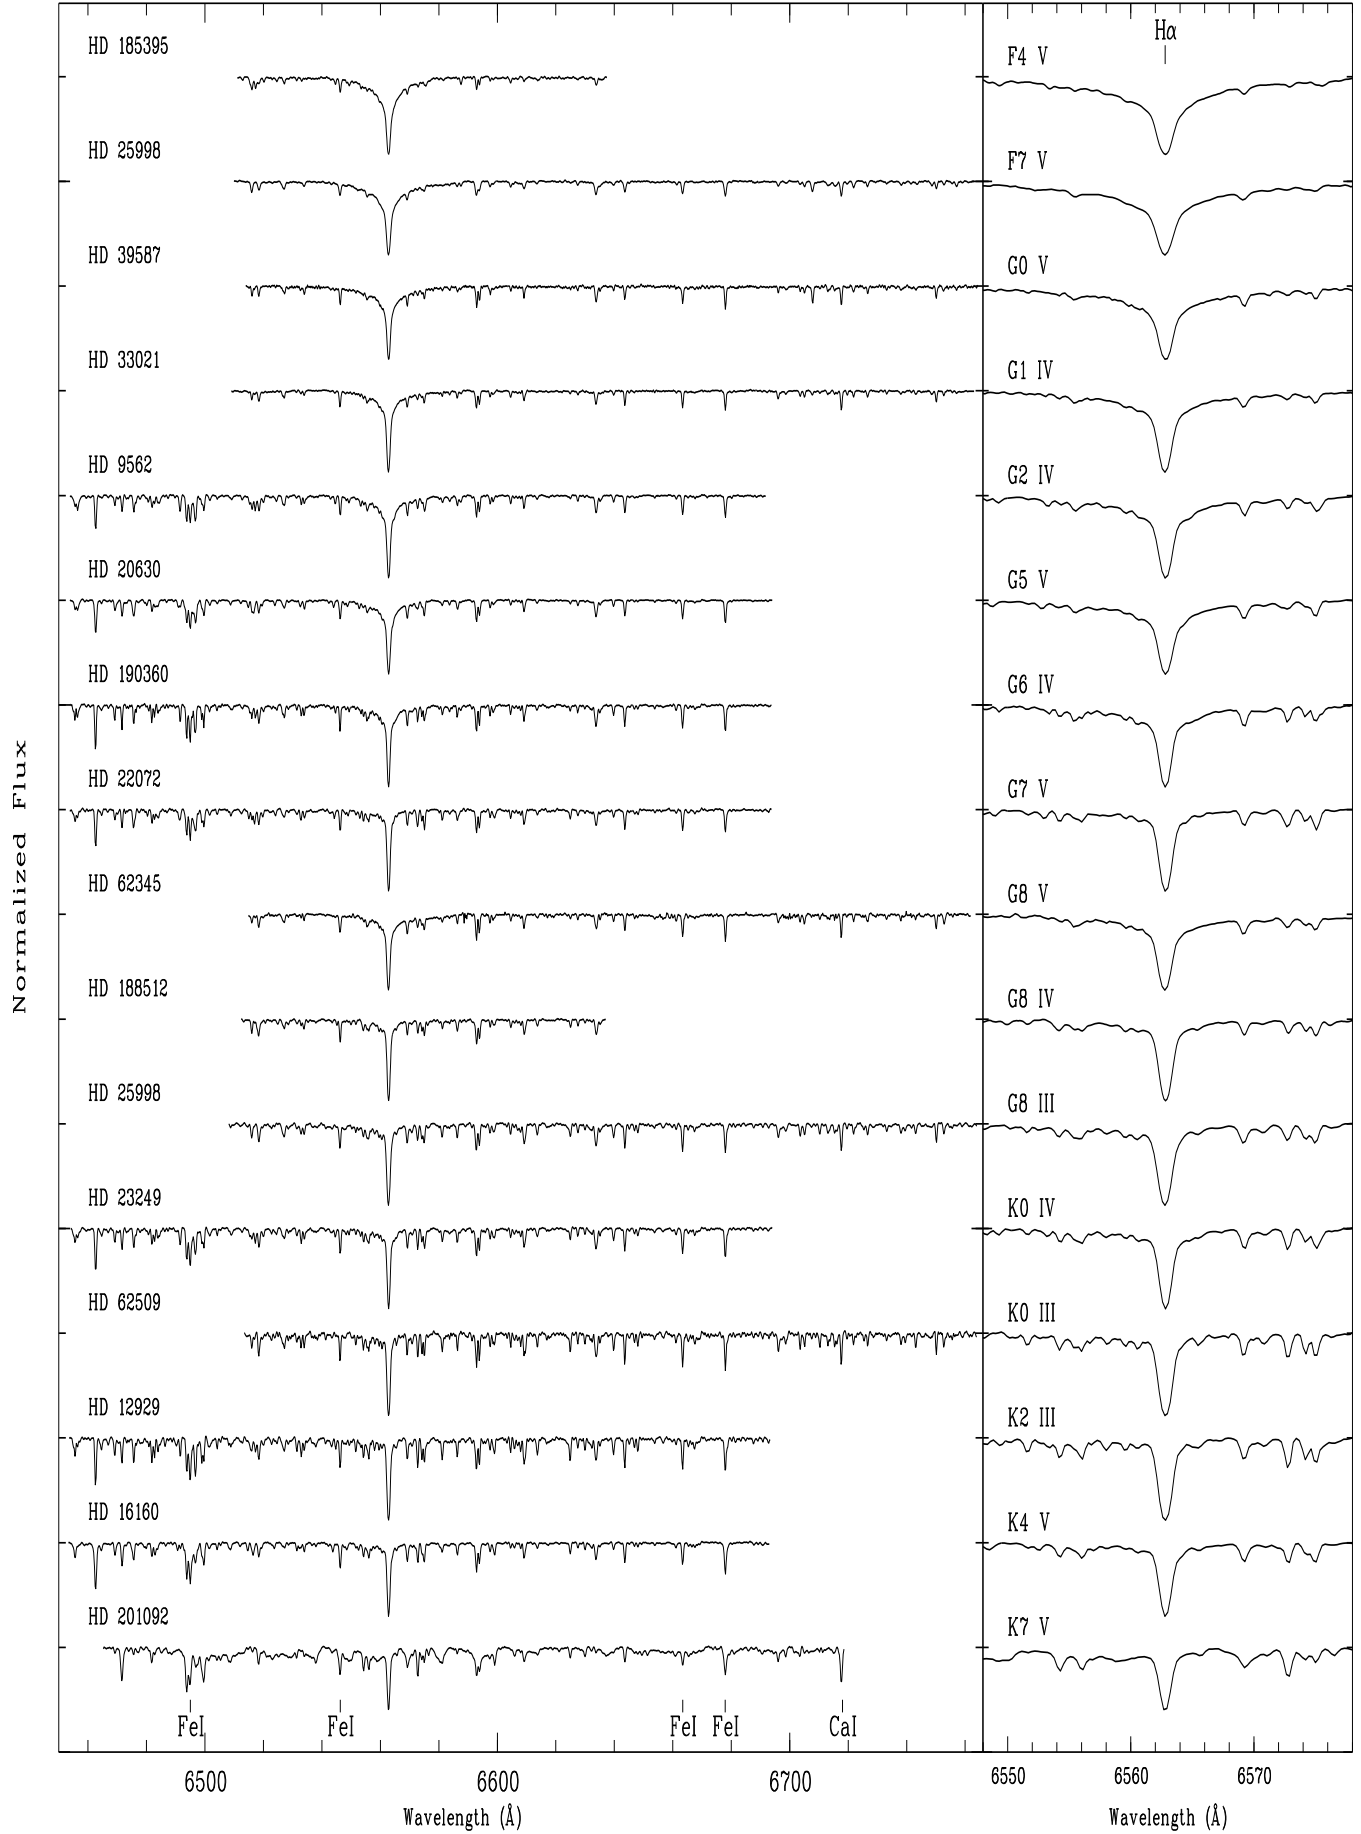 Hα
HD 185395 F4 V
HD 25998 F7 V
HD 39587 G0 V
HD 33021 G1 IV
HD 9562 G2 IV
HD 20630 G5 V
HD 190360 G6 IV
HD 22072 G7 V
HD 62345 G8 V
HD 188512 G8 IV
HD 25998 G8 III
HD 23249 K0 IV
HD 62509 K0 III
HD 12929 K2 III
HD 16160 K4 V
HD 201092 K7 V
Normalized Flux
FeI FeI FeI FeI CaI
6500 6600 6700 6550 6560 6570
Wavelength (Å) Wavelength (Å)